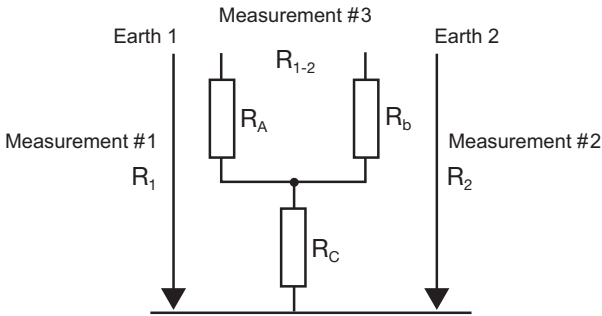 Measurement #3
Earth 1
Earth 2
R1-2
RA
Rb
Measurement #1
Measurement #2
R1
R2
RC